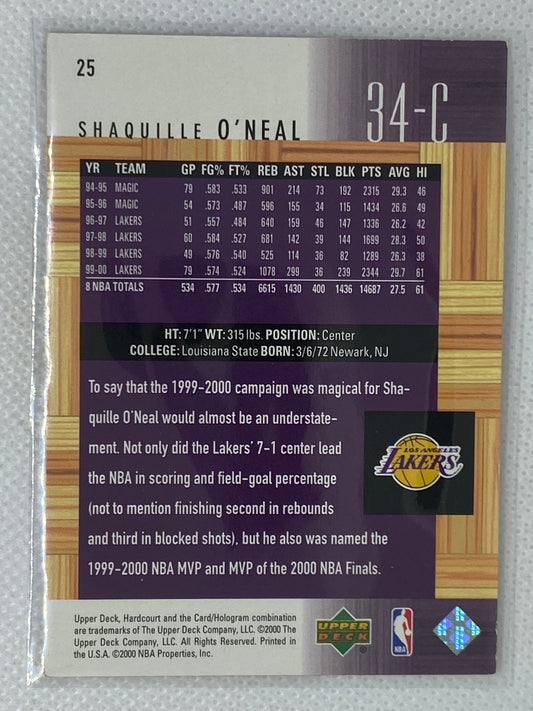 25
34-C
SHAQUILLE O'NEAL
YR TEAM GP FG% FT% REB AST STL BLK PTS AVG HI
94-95 MAGIC 79 .583 .533 901 214 73 192 2315 29.3 46
95-96 MAGIC 54 .573 .487 596 155 34 115 1434 26.6 49
96-97 LAKERS 51 .557 .484 640 159 46 147 1336 26.2 42
97-98 LAKERS 60 .584 .527 681 142 39 144 1699 28.3 50
98-99 LAKERS 49 .576 .540 525 114 36 82 1289 26.3 38
99-00 LAKERS 79 .574 .524 1078 299 36 239 2344 29.7 61
8 NBA TOTALS 534 .577 .534 6615 1430 400 1436 14687 27.5 61
HT: 7'1" WT: 315 lbs. POSITION: Center
COLLEGE: Louisiana State BORN: 3/6/72 Newark, NJ
To say that the 1999-2000 campaign was magical for Sha-
quille O'Neal would almost be an understate-
ment. Not only did the Lakers' 7-1 center lead
the NBA in scoring and field-goal percentage
(not to mention finishing second in rebounds
and third in blocked shots), but he also was named the
1999-2000 NBA MVP and MVP of the 2000 NBA Finals.
LOS ANGELES
LAKERS
Upper Deck, Hardcourt and the Card/Hologram combination
are trademarks of The Upper Deck Company, LLC. ©2000 The
Upper Deck Company, LLC. All Rights Reserved. Printed in
the U.S.A. ©2000 NBA Properties, Inc.
UPPER
DECK
NBA